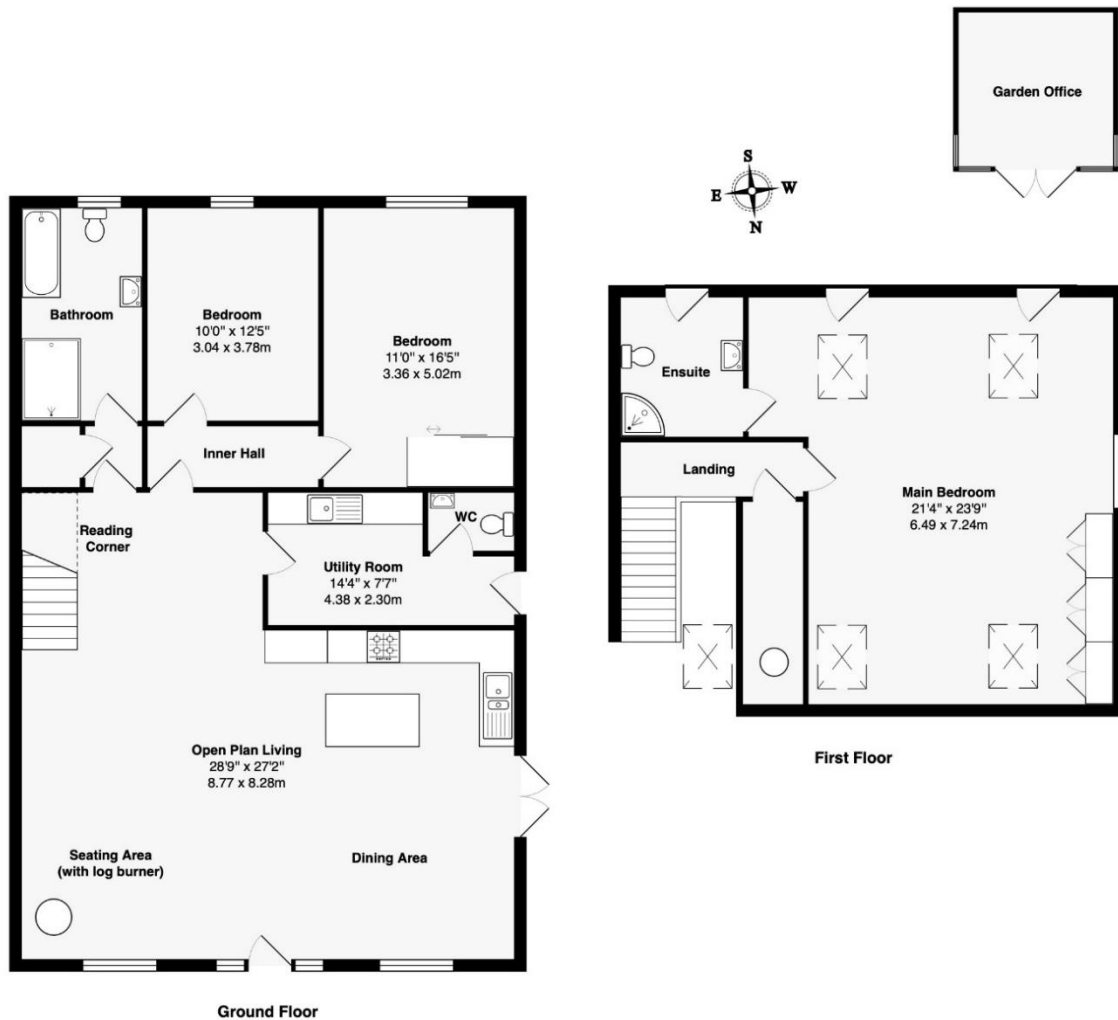 Garden Office
S
E
W
N
Bathroom
Bedroom
10'0" x 12'5"
3.04 x 3.78m
Bedroom
11'0" x 16'5"
3.36 x 5.02m
Inner Hall
Reading
Corner
WC
Utility Room
14'4" x 7'7"
4.38 x 2.30m
Open Plan Living
28'9" x 27'2"
8.77 x 8.28m
Seating Area
(with log burner)
Dining Area
Ground Floor
Ensuite
Landing
Main Bedroom
21'4" x 23'9"
6.49 x 7.24m
First Floor